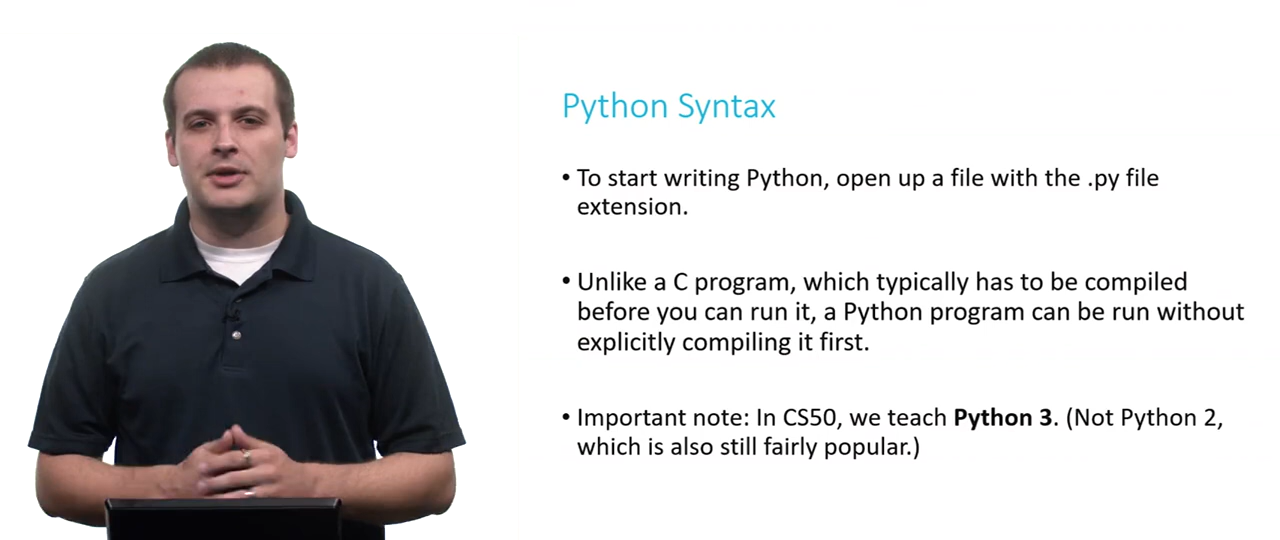 Python Syntax
• To start writing Python, open up a file with the .py file
extension.
• Unlike a C program, which typically has to be compiled
before you can run it, a Python program can be run without
explicitly compiling it first.
• Important note: In CS50, we teach Python 3. (Not Python 2,
which is also still fairly popular.)